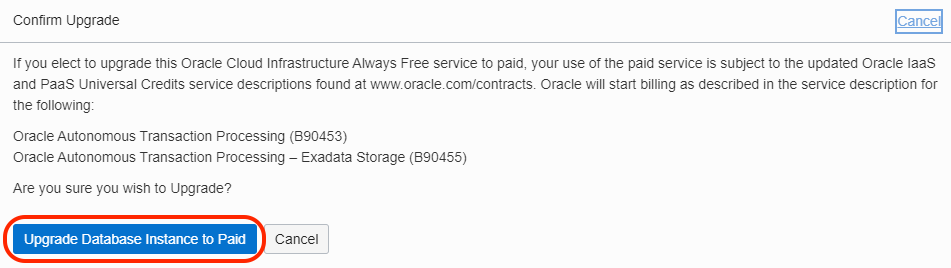 Confirm Upgrade
Cancel
If you elect to upgrade this Oracle Cloud Infrastructure Always Free service to paid, your use of the paid service is subject to the updated Oracle IaaS
and PaaS Universal Credits service descriptions found at www.oracle.com/contracts. Oracle will start billing as described in the service description for
the following:
Oracle Autonomous Transaction Processing (B90453)
Oracle Autonomous Transaction Processing – Exadata Storage (B90455)
Are you sure you wish to Upgrade?
Upgrade Database Instance to Paid
Cancel